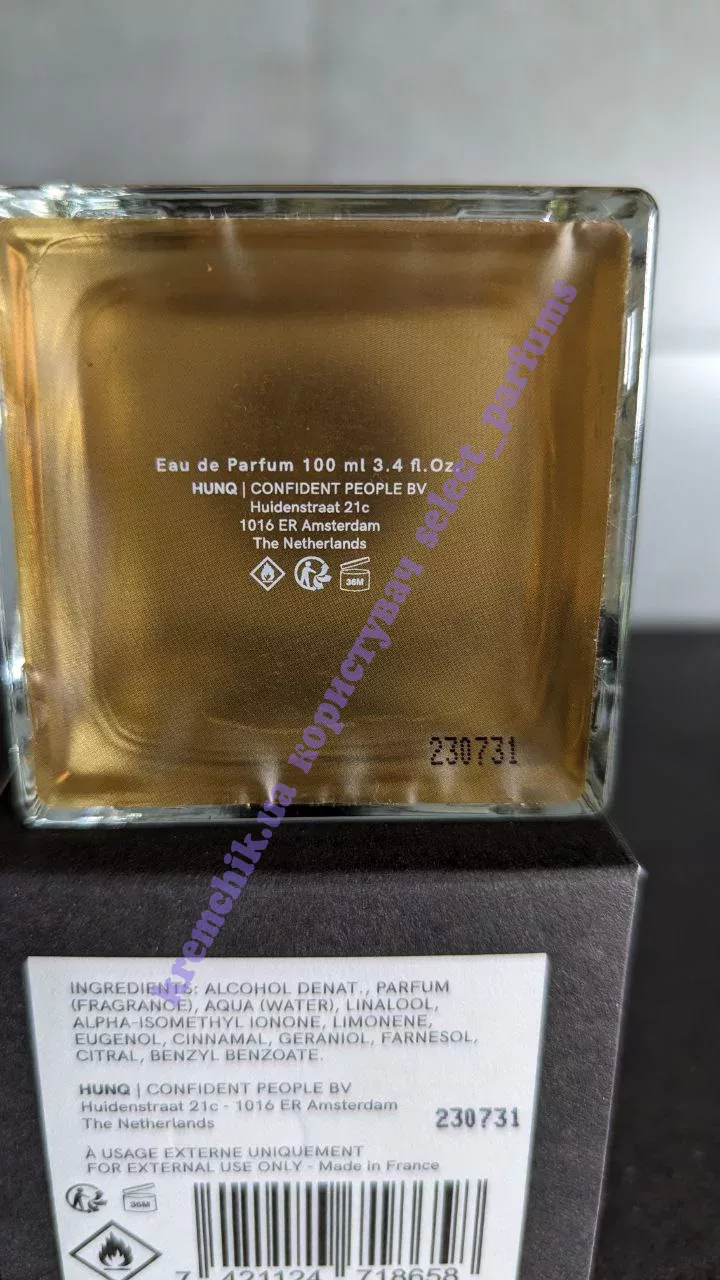 Eau de Parfum 100 ml 3.4 fl.Oz.
HUNQ | CONFIDENT PEOPLE BV
Huidenstraat 21c
1016 ER Amsterdam
The Netherlands
36M
230731
kremchik.ua користувач select_parfums
INGREDIENTS: ALCOHOL DENAT., PARFUM
(FRAGRANCE), AQUA (WATER), LINALOOL,
ALPHA-ISOMETHYL IONONE, LIMONENE,
EUGENOL, CINNAMAL, GERANIOL, FARNESOL,
CITRAL, BENZYL BENZOATE.
HUNQ | CONFIDENT PEOPLE BV
Huidenstraat 21c - 1016 ER Amsterdam
The Netherlands
230731
À USAGE EXTERNE UNIQUEMENT
FOR EXTERNAL USE ONLY - Made in France
36M
7 421124 718658